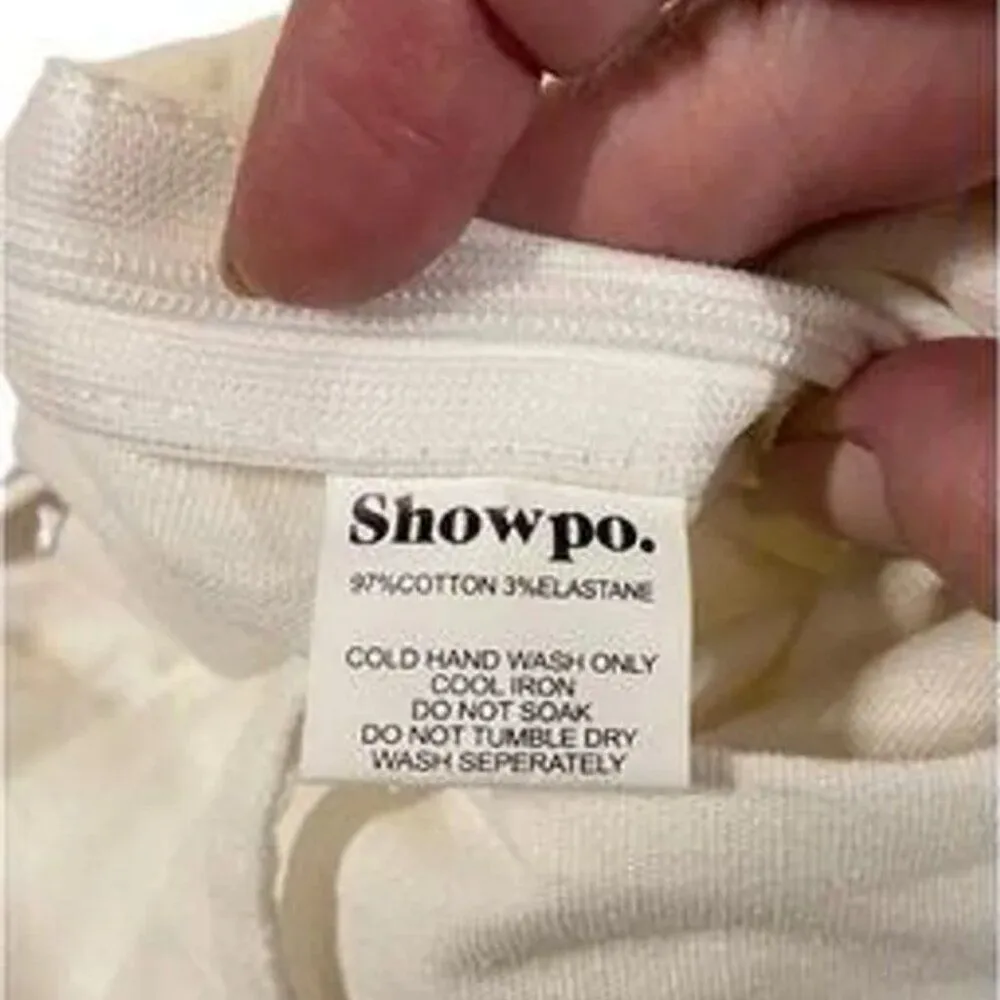 Showpo.
97%COTTON 3%ELASTANE
COLD HAND WASH ONLY
COOL IRON
DO NOT SOAK
DO NOT TUMBLE DRY
WASH SEPERATELY